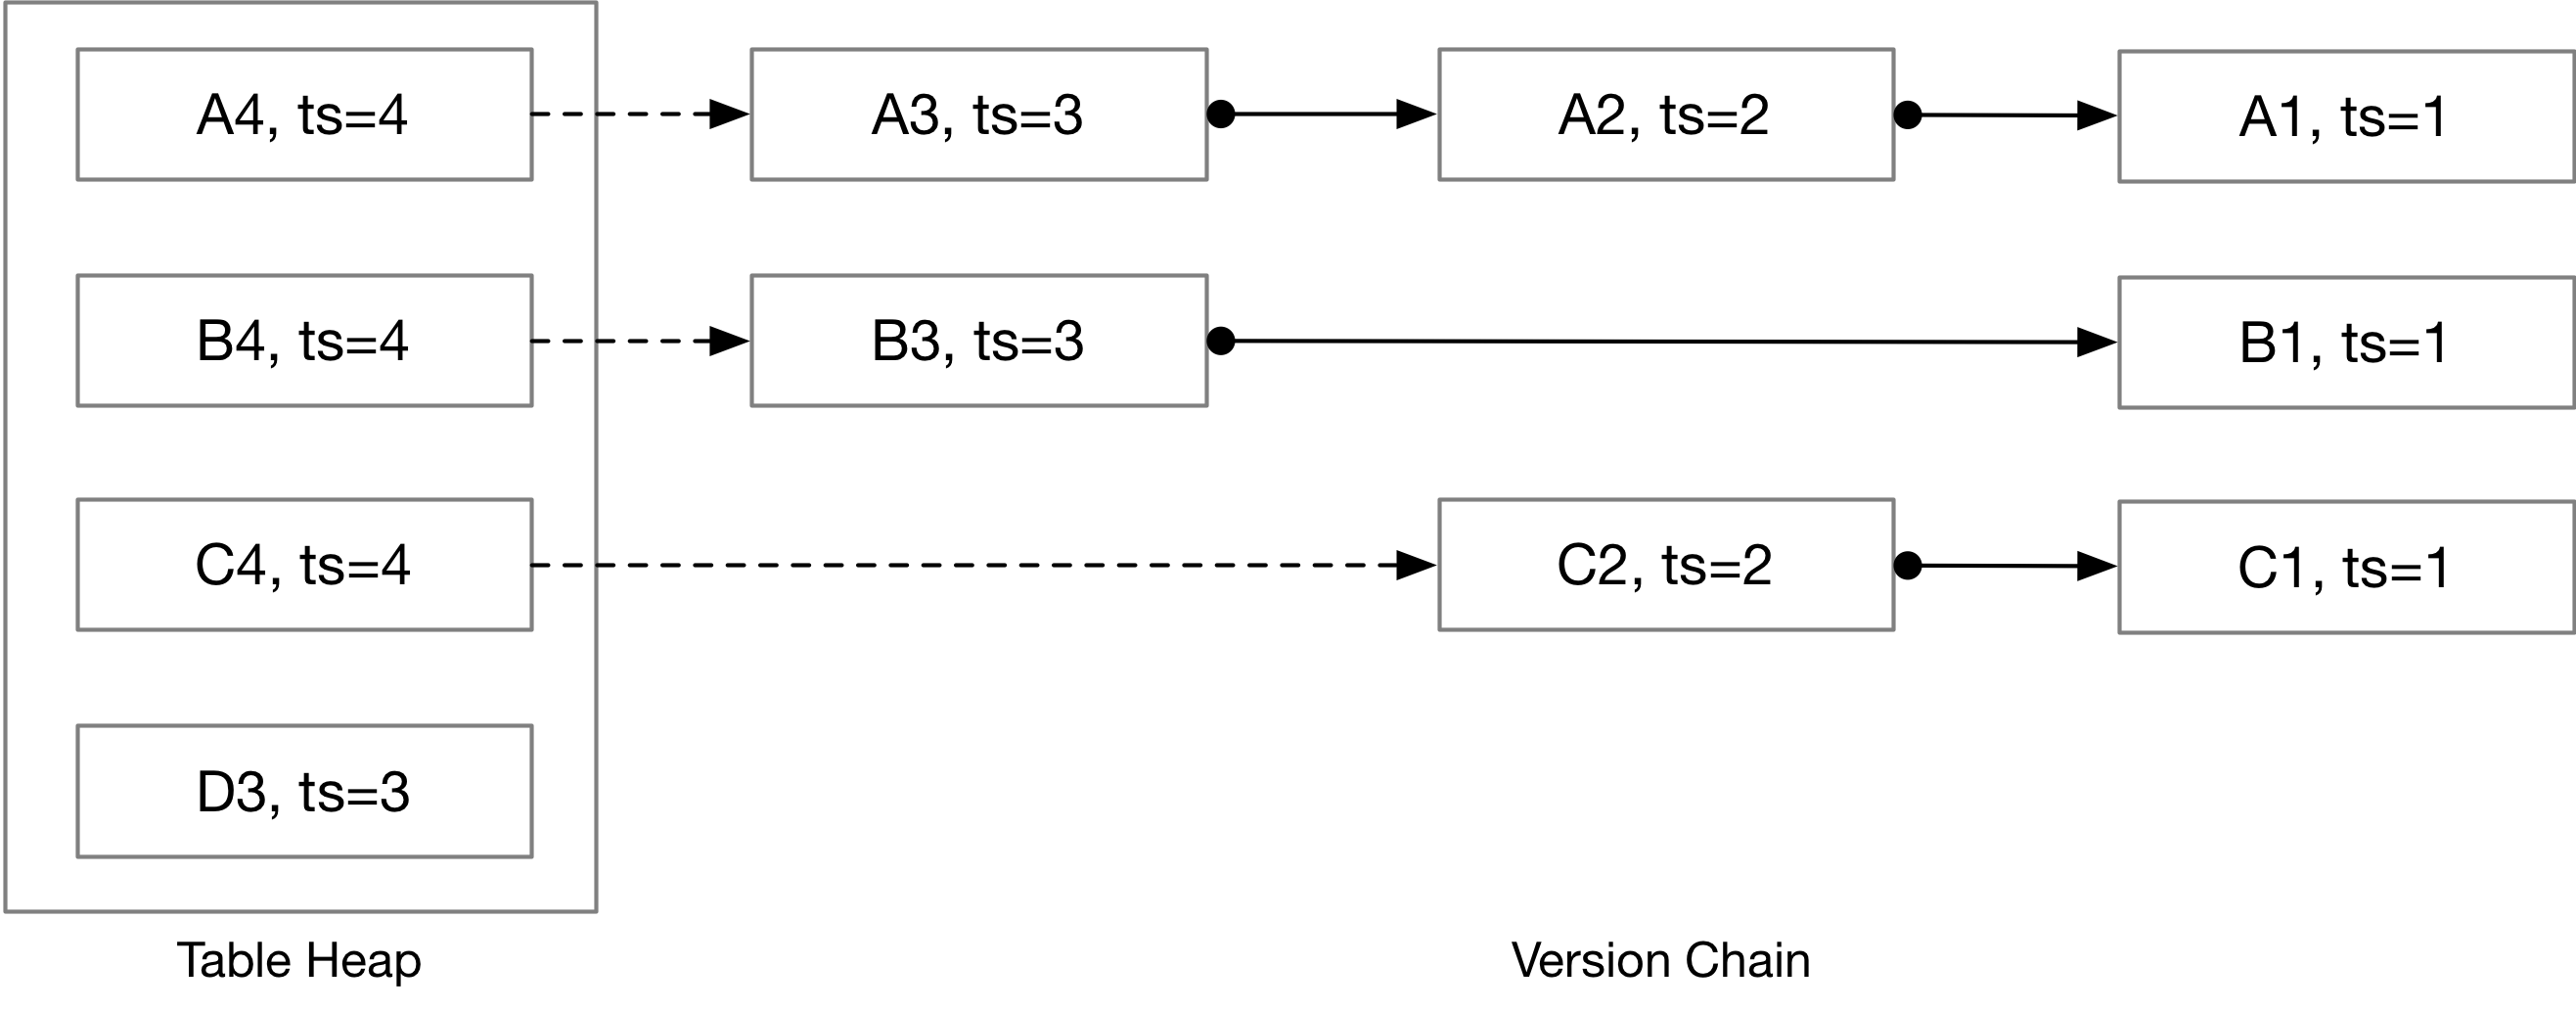 A4, ts=4
A3, ts=3
A2, ts=2
A1, ts=1
B4, ts=4
B3, ts=3
B1, ts=1
C4, ts=4
C2, ts=2
C1, ts=1
D3, ts=3
Table Heap
Version Chain